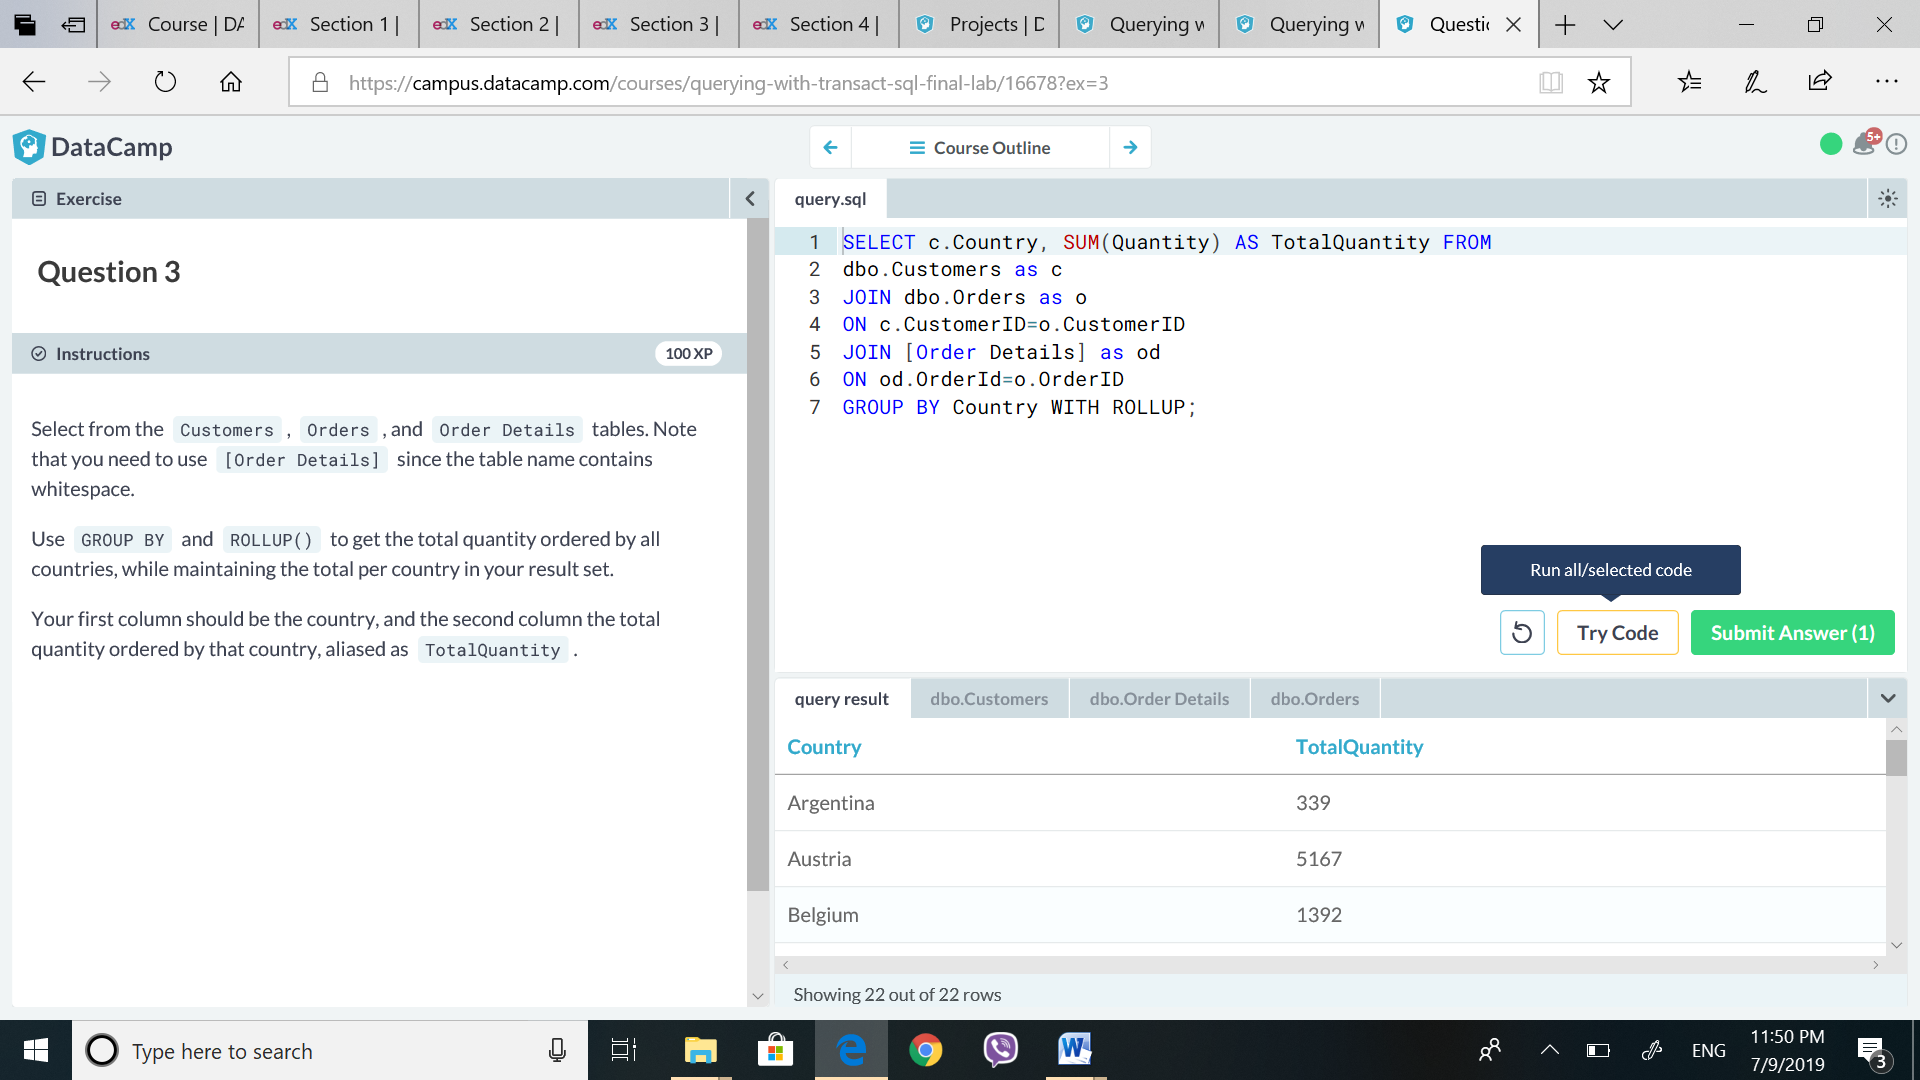 Course | DA
Section 1 |
Section 2 |
Section 3 |
Section 4 |
Projects | D
Querying w
Querying w
Questi
https://campus.datacamp.com/courses/querying-with-transact-sql-final-lab/16678?ex=3
DataCamp
Course Outline
5+
Exercise
Question 3
Instructions
100 XP
Select from the Customers , Orders , and Order Details tables. Note
that you need to use [Order Details] since the table name contains
whitespace.
Use GROUP BY and ROLLUP() to get the total quantity ordered by all
countries, while maintaining the total per country in your result set.
Your first column should be the country, and the second column the total
quantity ordered by that country, aliased as TotalQuantity .
query.sql
1 SELECT c.Country, SUM(Quantity) AS TotalQuantity FROM
2 dbo.Customers as c
3 JOIN dbo.Orders as o
4 ON c.CustomerID=o.CustomerID
5 JOIN [Order Details] as od
6 ON od.OrderId=o.OrderID
7 GROUP BY Country WITH ROLLUP;
Run all/selected code
Try Code
Submit Answer (1)
query result
dbo.Customers
dbo.Order Details
dbo.Orders
Country TotalQuantity
Argentina 339
Austria 5167
Belgium 1392
Showing 22 out of 22 rows
Type here to search
ENG
11:50 PM
7/9/2019
3